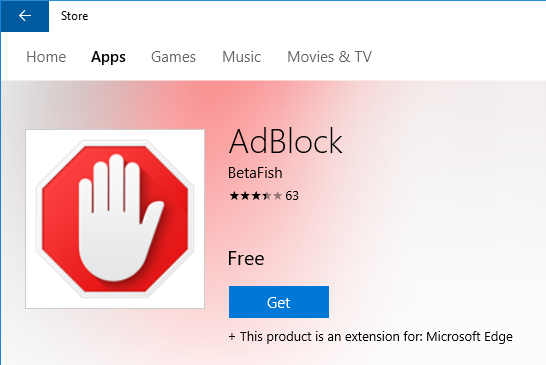 Store
Home Apps Games Music Movies & TV
AdBlock
BetaFish
63
Free
Get
+ This product is an extension for: Microsoft Edge